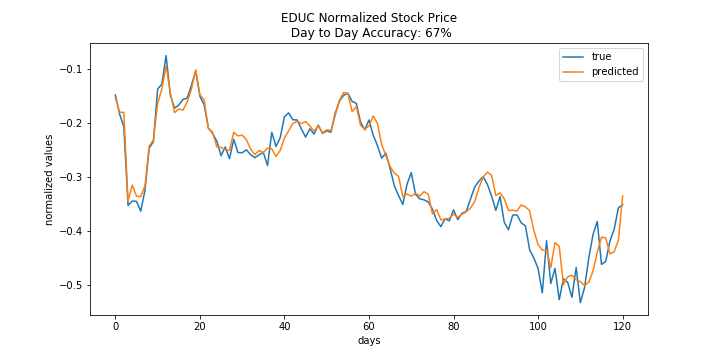 EDUC Normalized Stock Price
Day to Day Accuracy: 67%
true
predicted
normalized values
−0.1
−0.2
−0.3
−0.4
−0.5
0
20
40
60
80
100
120
days